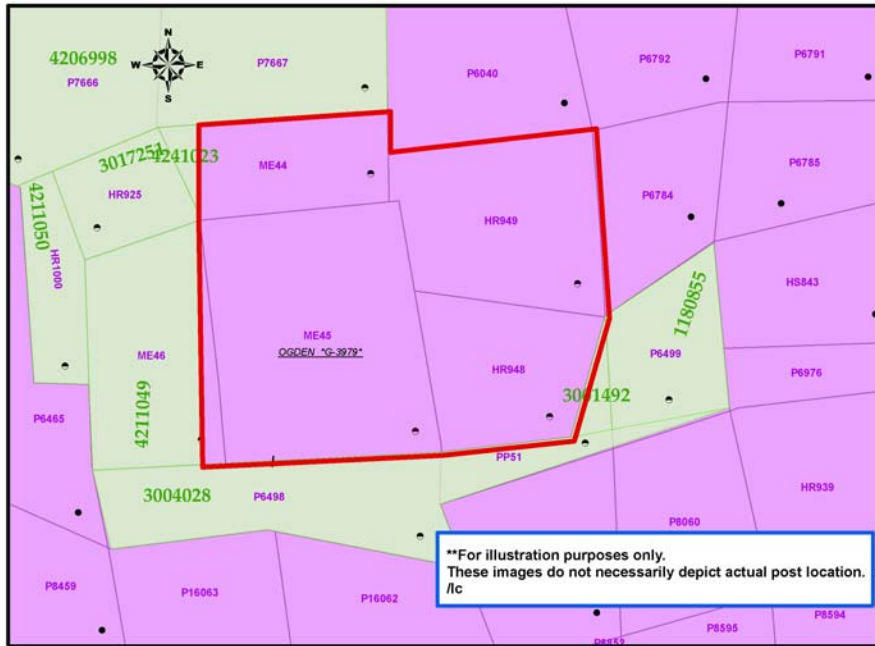 4206998
N
W E
S
P7666
P7667
P6040
P6792
P6791
3017251
4241023
ME44
HR925
P6785
P6784
4211050
HR1000
HR949
1180855
HS843
ME45
OGDEN "G-3979"
ME46
P6499
P6976
HR948
4211049
3001492
P6465
PP51
3004028
P6498
HR939
P8060
**For illustration purposes only.
These images do not necessarily depict actual post location.
/lc
P8459
P16063
P16062
P8594
P8595